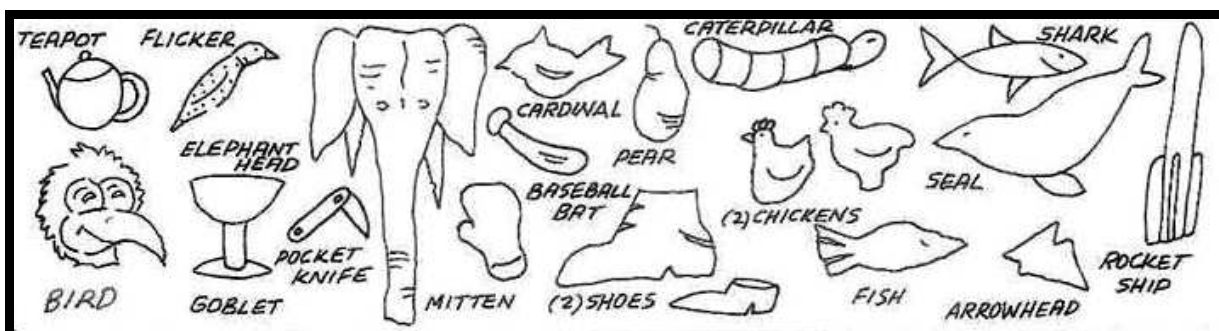 TEAPOT
FLICKER
CATERPILLAR
SHARK
CARDINAL
ELEPHANT
HEAD
PEAR
BASEBALL
BAT
SEAL
(2) CHICKENS
POCKET
KNIFE
ROCKET
SHIP
BIRD
GOBLET
MITTEN
(2) SHOES
FISH
ARROWHEAD